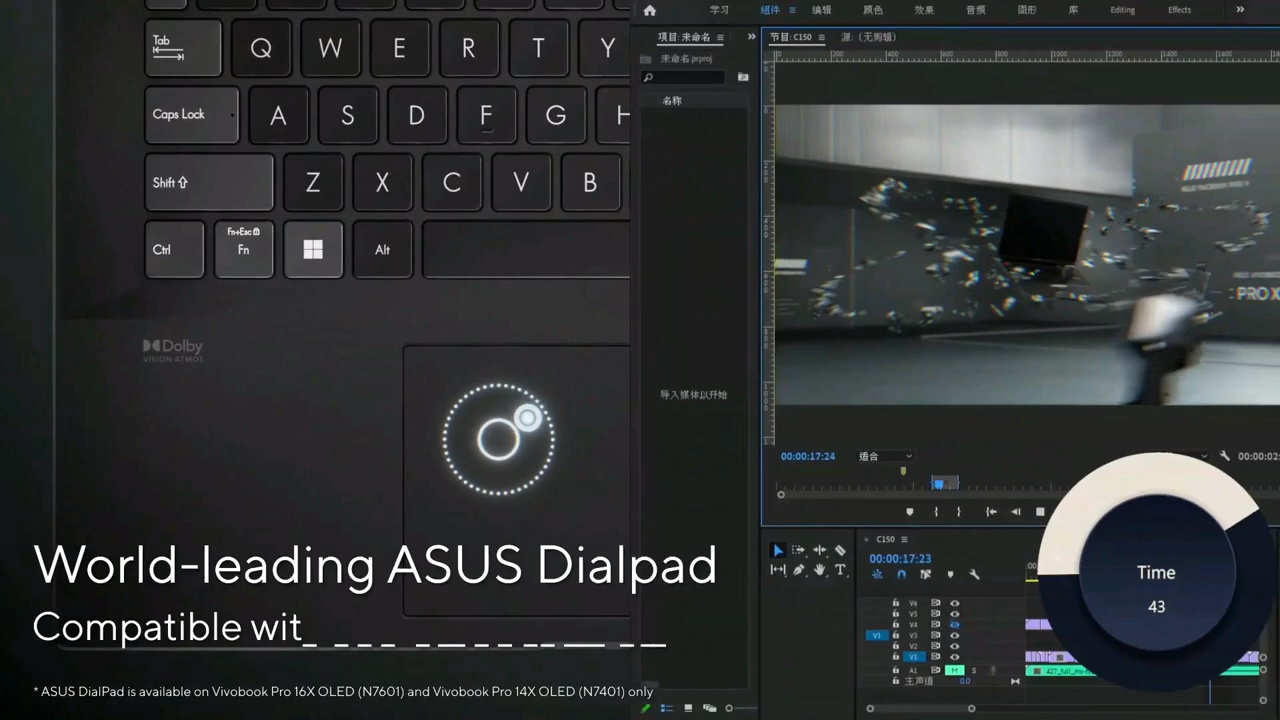 Tab
Q W E R T Y
Caps Lock A S D F G H
Shift Z X C V B
Ctrl
Fn+Esc
Fn
Alt
Dolby
VISION·ATMOS
World-leading ASUS Dialpad
Compatible wit
* ASUS DialPad is available on Vivobook Pro 16X OLED (N7601) and Vivobook Pro 14X OLED (N7401) only
学习 组件 编辑 颜色 效果 音频 图形 库 Editing Effects
项目: 未命名
节目: C150
源: (无剪辑)
未命名.prproj
名称
导入媒体以开始
PRO X
00:00:17:24
适合
00:00:02:
C150
00:00:17:23
V6
V5
V4
V1 V3
V2
V1
A1 M S
主声道 0.0
Time
43